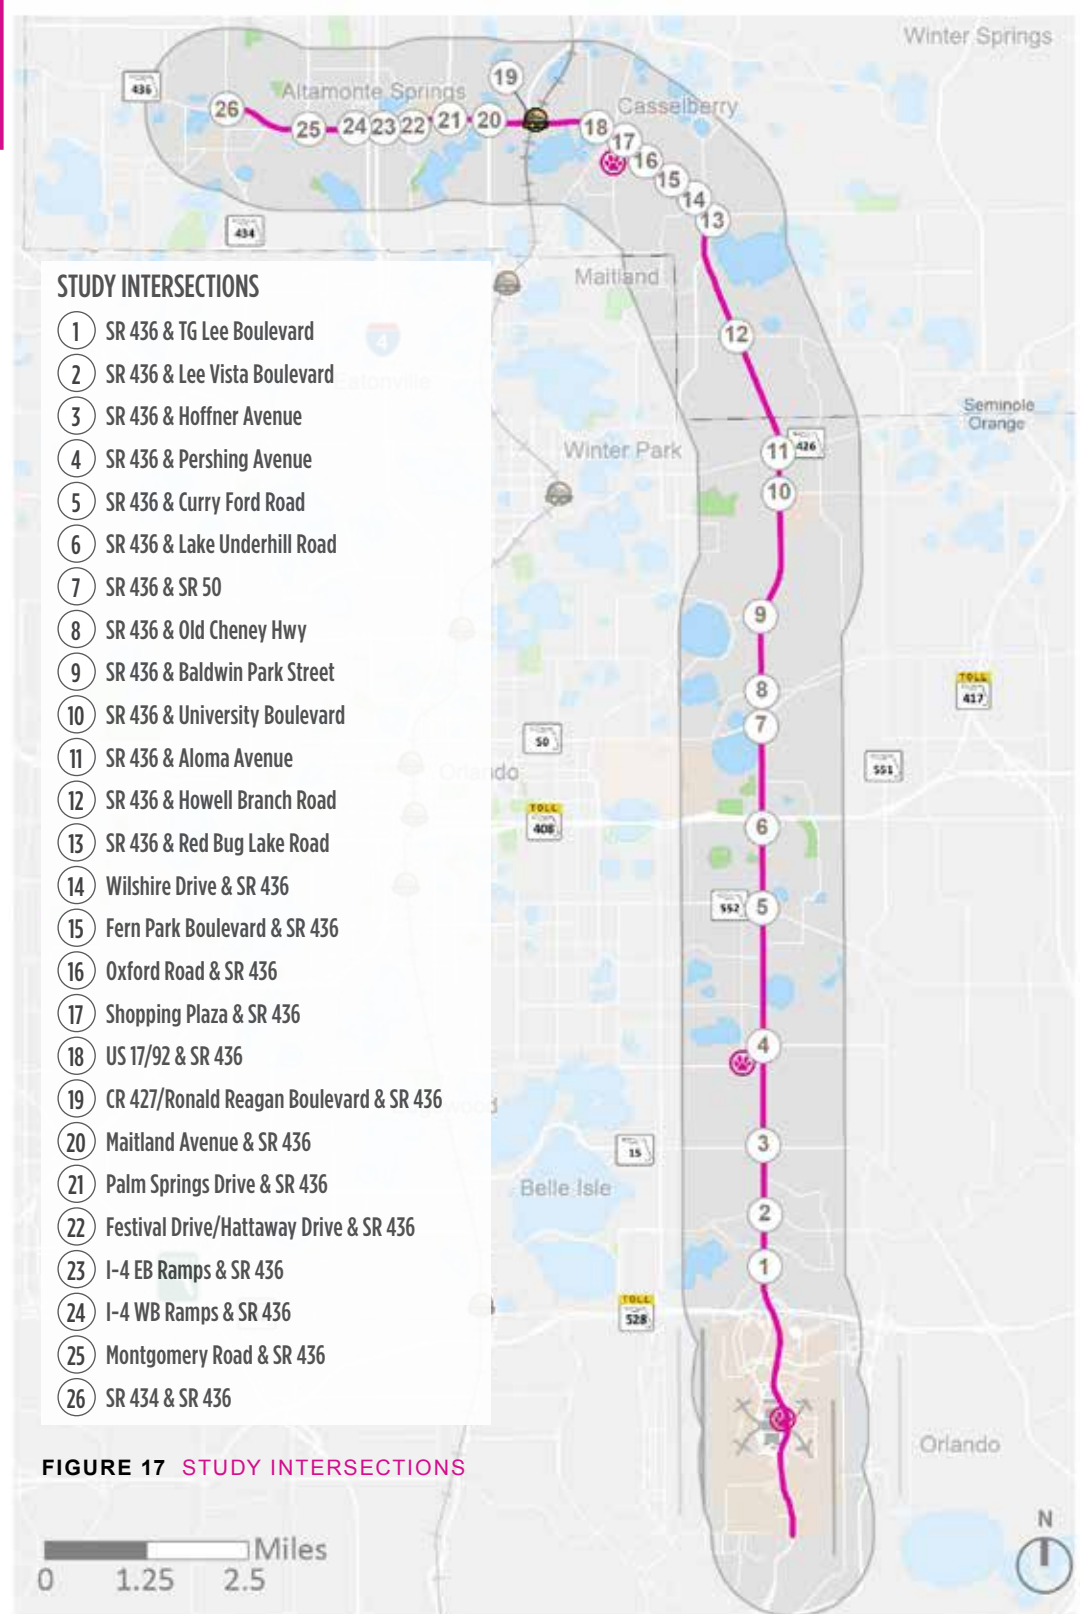 Winter Springs
436
Altamonte Springs
19
Casselberry
26
25
24
23
22
21
20
18
17
16
15
14
13
434
Maitland
12
STUDY INTERSECTIONS
1 SR 436 & TG Lee Boulevard
2 SR 436 & Lee Vista Boulevard
3 SR 436 & Hoffner Avenue
4 SR 436 & Pershing Avenue
5 SR 436 & Curry Ford Road
6 SR 436 & Lake Underhill Road
7 SR 436 & SR 50
8 SR 436 & Old Cheney Hwy
9 SR 436 & Baldwin Park Street
10 SR 436 & University Boulevard
11 SR 436 & Aloma Avenue
12 SR 436 & Howell Branch Road
13 SR 436 & Red Bug Lake Road
14 Wilshire Drive & SR 436
15 Fern Park Boulevard & SR 436
16 Oxford Road & SR 436
17 Shopping Plaza & SR 436
18 US 17/92 & SR 436
19 CR 427/Ronald Reagan Boulevard & SR 436
20 Maitland Avenue & SR 436
21 Palm Springs Drive & SR 436
22 Festival Drive/Hattaway Drive & SR 436
23 I-4 EB Ramps & SR 436
24 I-4 WB Ramps & SR 436
25 Montgomery Road & SR 436
26 SR 434 & SR 436
4
Eatonville
Seminole
Orange
Winter Park
11
426
10
9
8
TOLL
417
7
50
Orlando
551
TOLL
408
6
552
5
4
3
15
Belle Isle
2
1
TOLL
528
Orlando
FIGURE 17 STUDY INTERSECTIONS
N
Miles
0 1.25 2.5